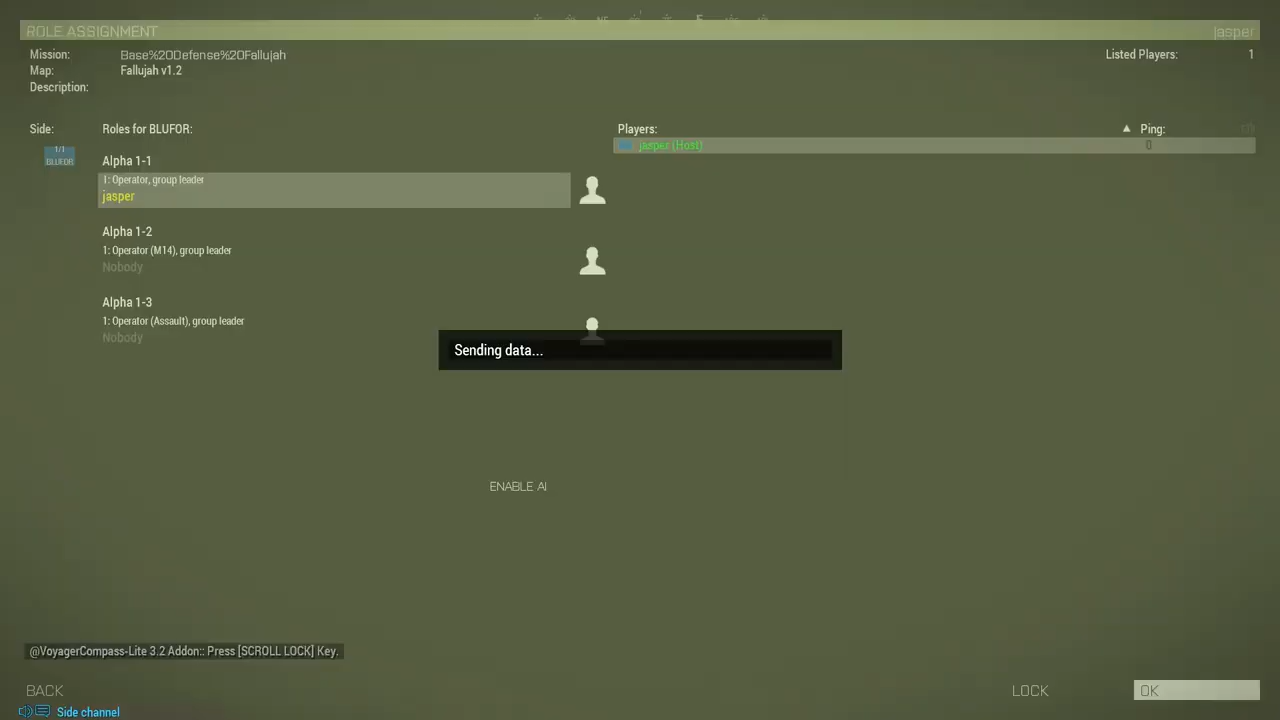 ROLE ASSIGNMENT
jasper
Mission: Base%20Defense%20Fallujah
Listed Players: 1
Map: Fallujah v1.2
Description:
Side:
Roles for BLUFOR:
Players:
Ping:
1/1
BLUFOR
jasper (Host)
0
Alpha 1-1
1: Operator, group leader
jasper
Alpha 1-2
1: Operator (M14), group leader
Nobody
Alpha 1-3
1: Operator (Assault), group leader
Nobody
Sending data...
ENABLE AI
@VoyagerCompass-Lite 3.2 Addon:: Press [SCROLL LOCK] Key.
BACK
LOCK
OK
Side channel